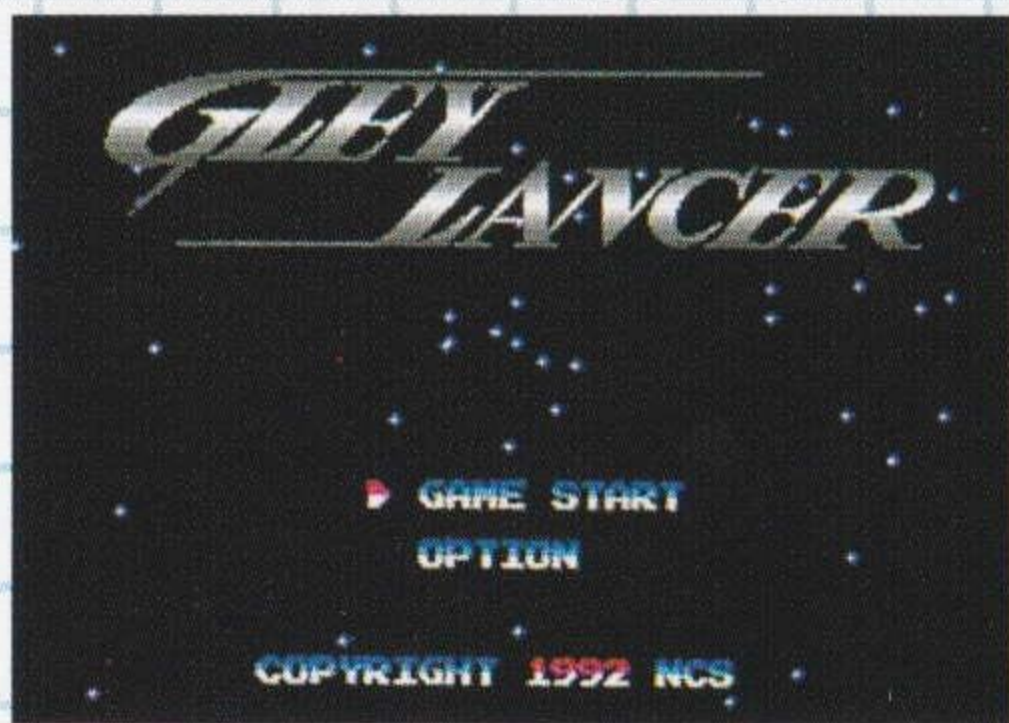 GLEY
LANCER
GAME START
OPTION
COPYRIGHT 1992 NCS